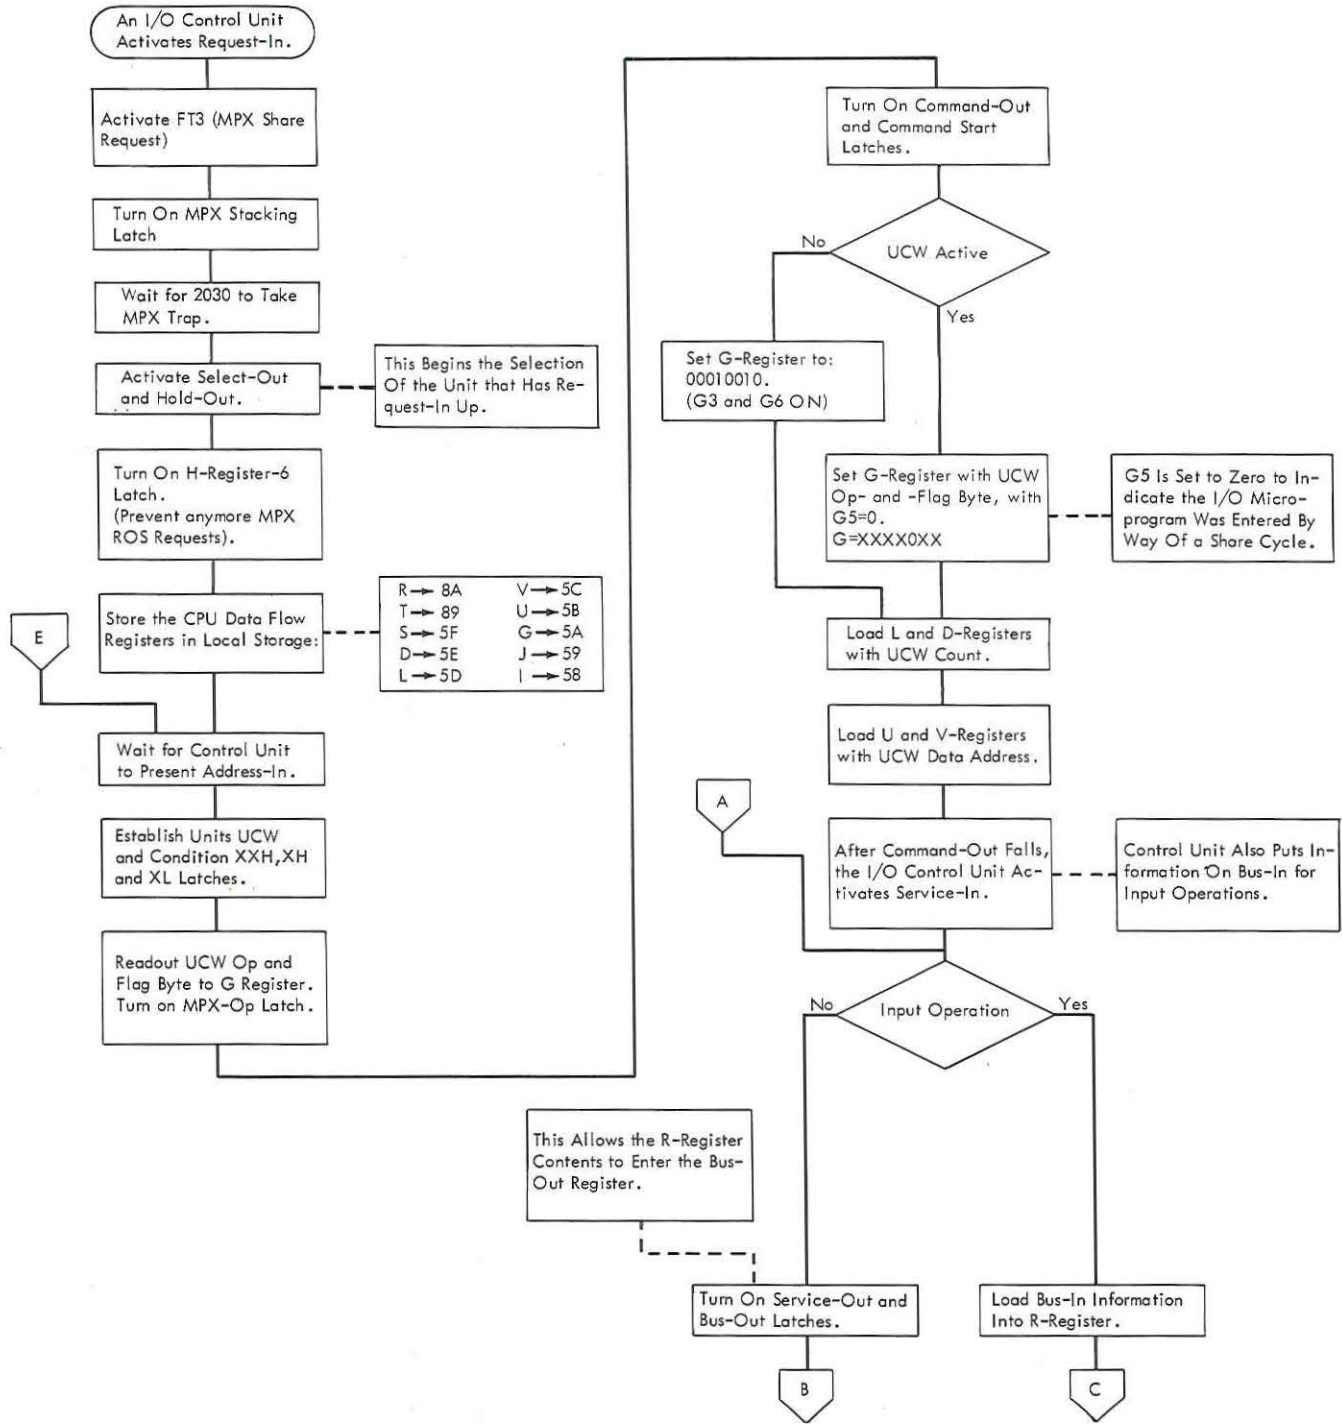 An I/O Control Unit
Activates Request-In.
Activate FT3 (MPX Share
Request)
Turn On MPX Stacking
Latch
Wait for 2030 to Take
MPX Trap.
Activate Select-Out
and Hold-Out.
This Begins the Selection
Of the Unit that Has Re-
quest-In Up.
Turn On H-Register-6
Latch.
(Prevent anymore MPX
ROS Requests).
E
Store the CPU Data Flow
Registers in Local Storage:
R→ 8A V→5C
T→ 89 U→5B
S→5F G→5A
D→5E J→59
L→5D I→58
Wait for Control Unit
to Present Address-In.
Establish Units UCW
and Condition XXH,XH
and XL Latches.
Readout UCW Op and
Flag Byte to G Register.
Turn on MPX-Op Latch.
Turn On Command-Out
and Command Start
Latches.
No
UCW Active
Yes
Set G-Register to:
00010010.
(G3 and G6 ON)
Set G-Register with UCW
Op- and -Flag Byte, with
G5=0.
G=XXXX0XX
G5 Is Set to Zero to In-
dicate the I/O Micro-
program Was Entered By
Way Of a Share Cycle.
Load L and D-Registers
with UCW Count.
Load U and V-Registers
with UCW Data Address.
A
After Command-Out Falls,
the I/O Control Unit Ac-
tivates Service-In.
Control Unit Also Puts In-
formation On Bus-In for
Input Operations.
No
Input Operation
Yes
This Allows the R-Register
Contents to Enter the Bus-
Out Register.
Turn On Service-Out and
Bus-Out Latches.
Load Bus-In Information
Into R-Register.
B
C